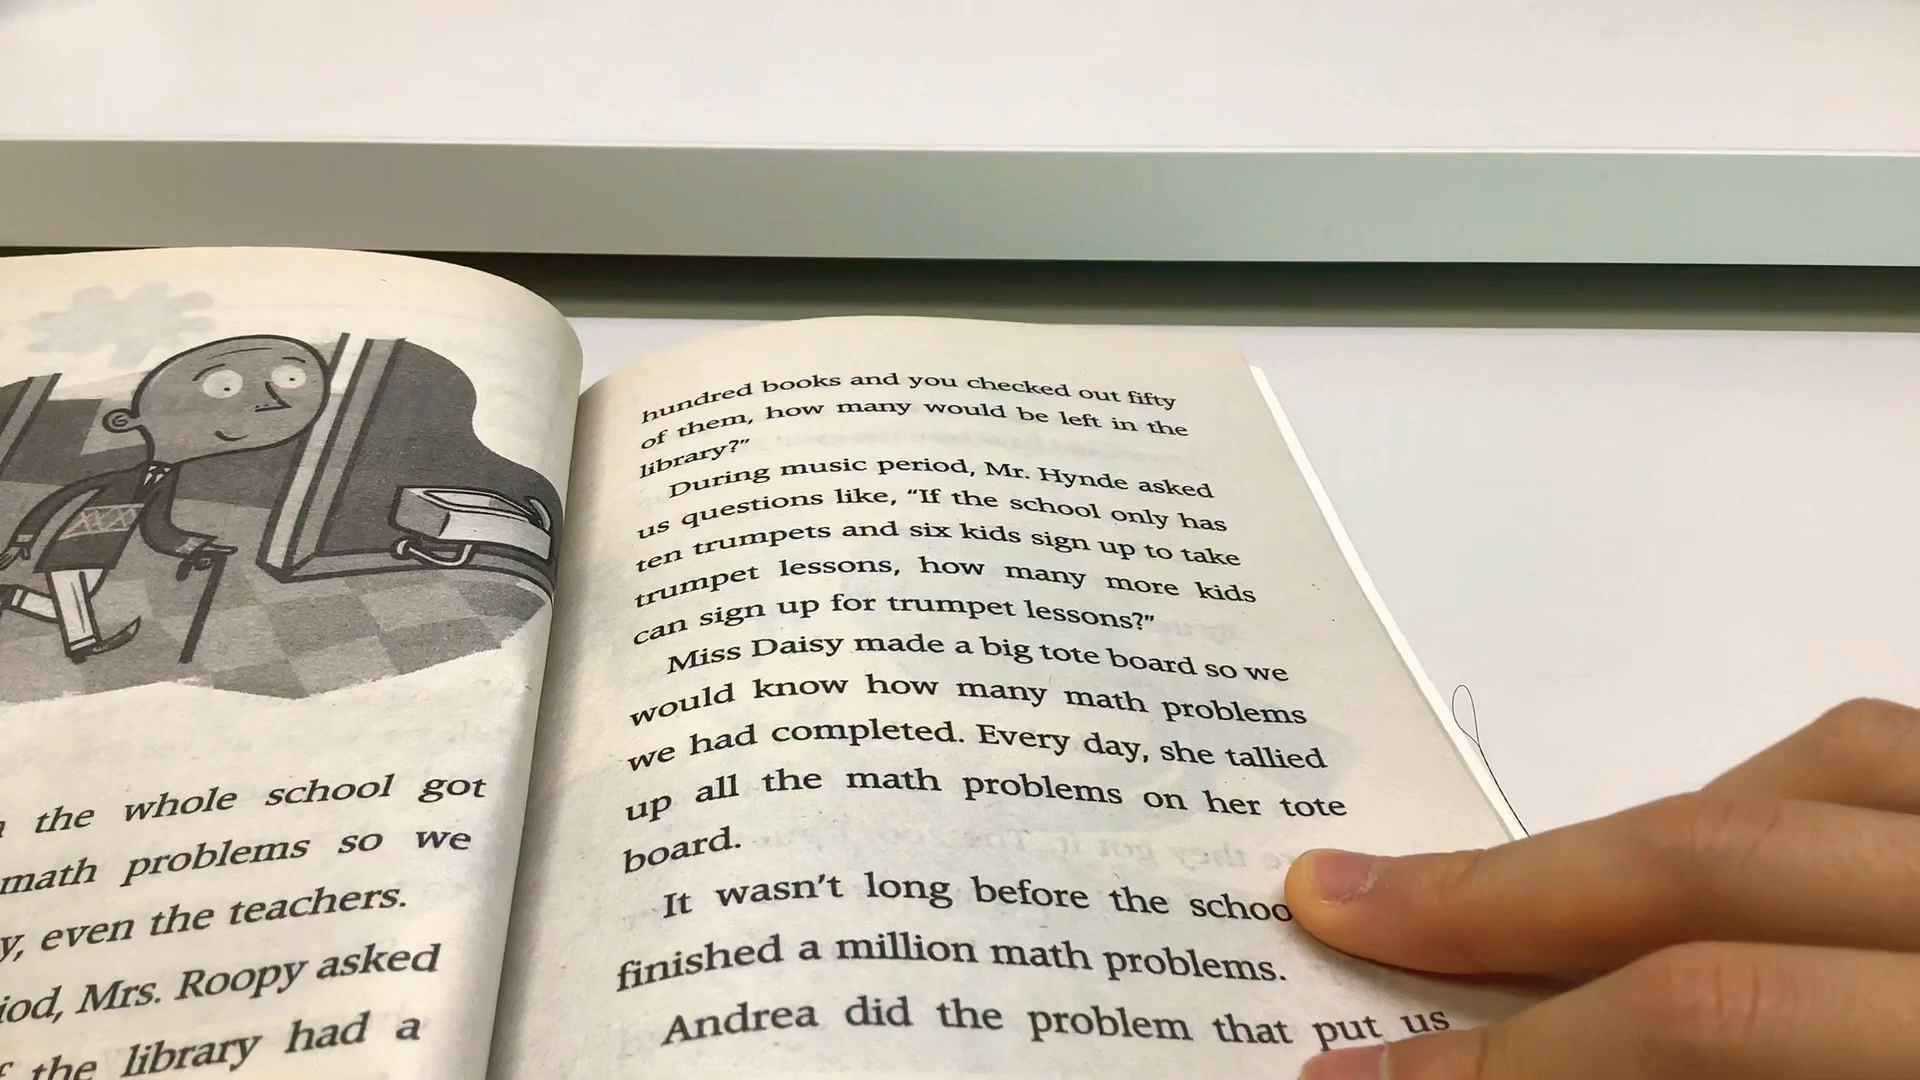 the whole school got
math problems so we
even the teachers.
Mrs. Roopy asked
the library had a
hundred books and you checked out fifty
of them, how many would be left in the
library?”
During music period, Mr. Hynde asked
us questions like, “If the school only has
ten trumpets and six kids sign up to take
trumpet lessons, how many more kids
can sign up for trumpet lessons?”
Miss Daisy made a big tote board so we
would know how many math problems
we had completed. Every day, she tallied
up all the math problems on her tote
board.
It wasn’t long before the schoo
finished a million math problems.
Andrea did the problem that put us